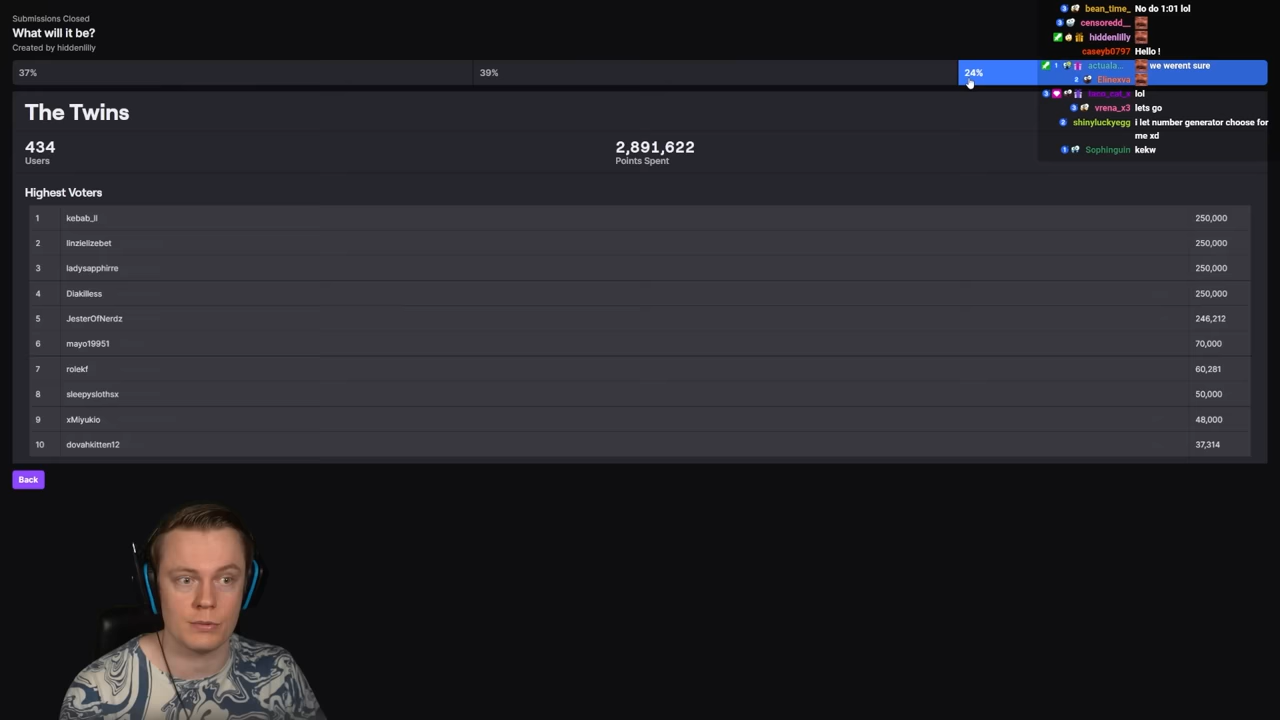 Submissions Closed
What will it be?
Created by hiddenlilly
37%
39%
24%
The Twins
434
Users
2,891,622
Points Spent
Highest Voters
1 kebab_ll 250,000
2 linzielizebet 250,000
3 ladysapphirre 250,000
4 Diakilless 250,000
5 JesterOfNerdz 246,212
6 mayo19951 70,000
7 rolekf 60,281
8 sleepyslothsx 50,000
9 xMiyukio 48,000
10 dovahkitten12 37,314
Back
bean_time_ No do 1:01 lol
censoredd__
hiddenlilly
caseyb0797 Hello !
actuala... we werent sure
Elinexva
taco_cat_x lol
vrena_x3 lets go
shinyluckyegg i let number generator choose for
me xd
Sophinguin kekw